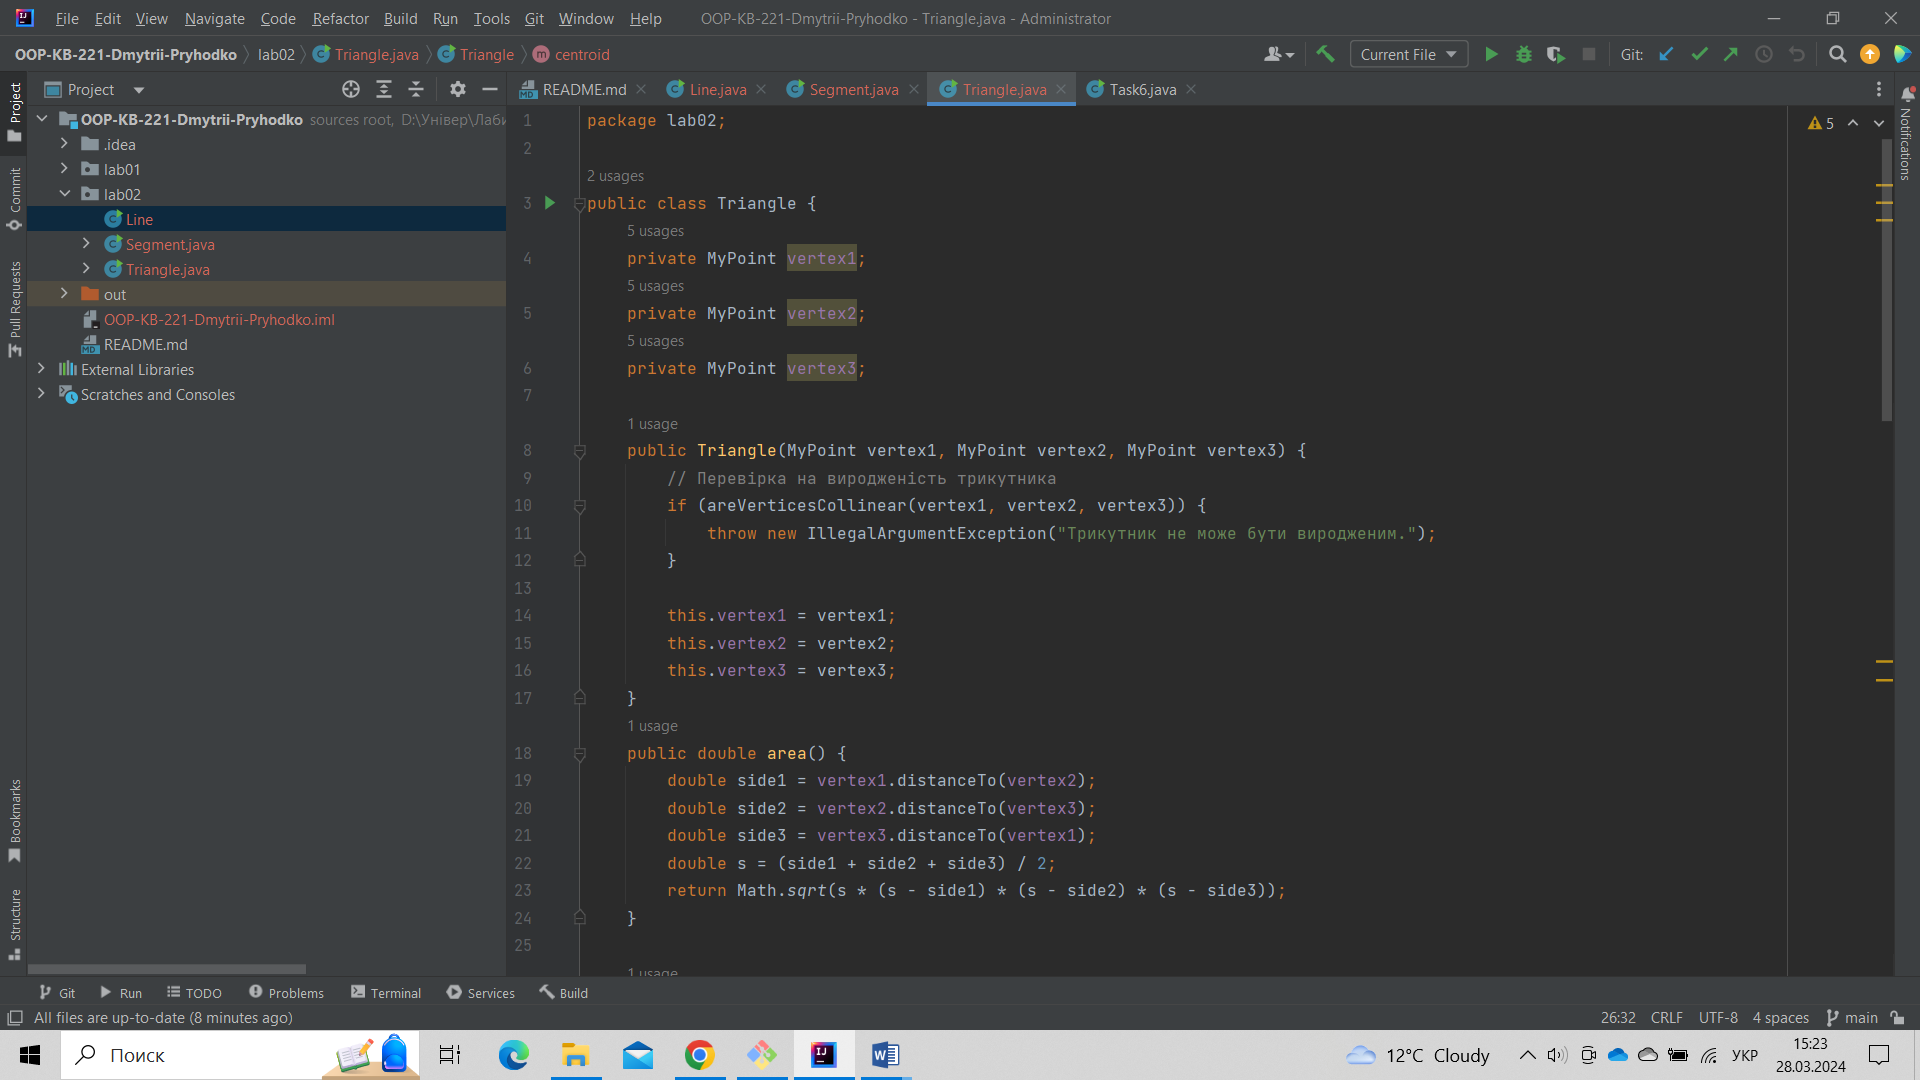 File Edit View Navigate Code Refactor Build Run Tools Git Window Help OOP-KB-221-Dmytrii-Pryhodko - Triangle.java - Administrator
OOP-KB-221-Dmytrii-Pryhodko lab02 Triangle.java Triangle centroid Current File Git:
Project README.md Line.java Segment.java Triangle.java Task6.java
OOP-KB-221-Dmytrii-Pryhodko sources root, D:\Універ\Лаби
.idea
lab01
lab02
Line
Segment.java
Triangle.java
out
OOP-KB-221-Dmytrii-Pryhodko.iml
README.md
External Libraries
Scratches and Consoles
Project
Commit
Pull Requests
Bookmarks
Structure
5
Notifications
1 package lab02;
2
2 usages
3 public class Triangle {
5 usages
4 private MyPoint vertex1;
5 usages
5 private MyPoint vertex2;
5 usages
6 private MyPoint vertex3;
7
1 usage
8 public Triangle(MyPoint vertex1, MyPoint vertex2, MyPoint vertex3) {
9 // Перевірка на виродженість трикутника
10 if (areVerticesCollinear(vertex1, vertex2, vertex3)) {
11 throw new IllegalArgumentException("Трикутник не може бути виродженим.");
12 }
13
14 this.vertex1 = vertex1;
15 this.vertex2 = vertex2;
16 this.vertex3 = vertex3;
17 }
1 usage
18 public double area() {
19 double side1 = vertex1.distanceTo(vertex2);
20 double side2 = vertex2.distanceTo(vertex3);
21 double side3 = vertex3.distanceTo(vertex1);
22 double s = (side1 + side2 + side3) / 2;
23 return Math.sqrt(s * (s - side1) * (s - side2) * (s - side3));
24 }
25
1 usage
Git Run TODO Problems Terminal Services Build
All files are up-to-date (8 minutes ago) 26:32 CRLF UTF-8 4 spaces main
Поиск 12°C Cloudy УКР 15:23
28.03.2024